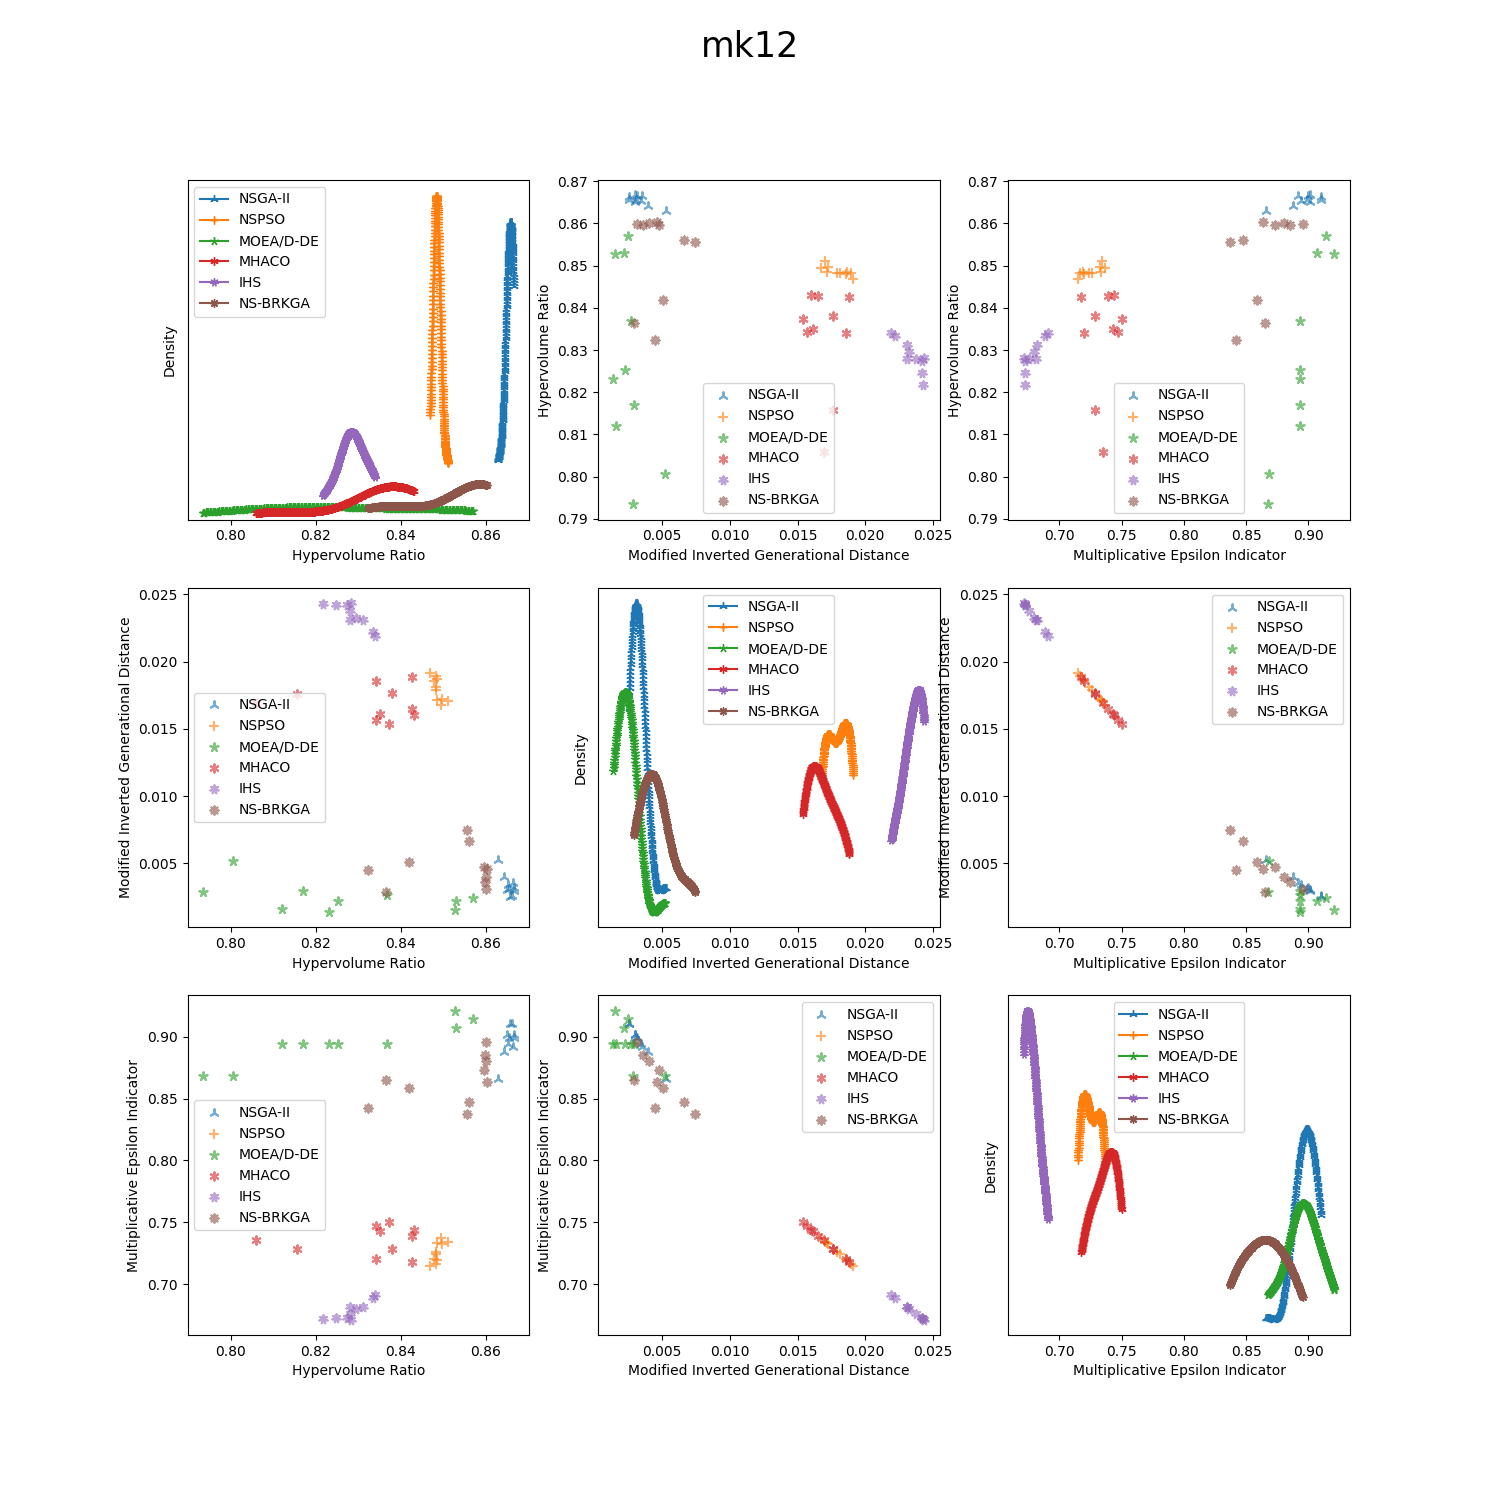 mk12
NSGA-II
NSPSO
MOEA/D-DE
MHACO
IHS
NS-BRKGA
Density
0.80
0.82
0.84
0.86
Hypervolume Ratio
0.87
0.86
0.85
0.84
0.83
0.82
0.81
0.80
0.79
Hypervolume Ratio
NSGA-II
NSPSO
MOEA/D-DE
MHACO
IHS
NS-BRKGA
0.005
0.010
0.015
0.020
0.025
Modified Inverted Generational Distance
0.87
0.86
0.85
0.84
0.83
0.82
0.81
0.80
0.79
Hypervolume Ratio
NSGA-II
NSPSO
MOEA/D-DE
MHACO
IHS
NS-BRKGA
0.70
0.75
0.80
0.85
0.90
Multiplicative Epsilon Indicator
0.025
0.020
0.015
0.010
0.005
Modified Inverted Generational Distance
NSGA-II
NSPSO
MOEA/D-DE
MHACO
IHS
NS-BRKGA
0.80
0.82
0.84
0.86
Hypervolume Ratio
Density
NSGA-II
NSPSO
MOEA/D-DE
MHACO
IHS
NS-BRKGA
0.005
0.010
0.015
0.020
0.025
Modified Inverted Generational Distance
0.025
0.020
0.015
0.010
0.005
Modified Inverted Generational Distance
NSGA-II
NSPSO
MOEA/D-DE
MHACO
IHS
NS-BRKGA
0.70
0.75
0.80
0.85
0.90
Multiplicative Epsilon Indicator
0.90
0.85
0.80
0.75
0.70
Multiplicative Epsilon Indicator
NSGA-II
NSPSO
MOEA/D-DE
MHACO
IHS
NS-BRKGA
0.80
0.82
0.84
0.86
Hypervolume Ratio
0.90
0.85
0.80
0.75
0.70
Multiplicative Epsilon Indicator
NSGA-II
NSPSO
MOEA/D-DE
MHACO
IHS
NS-BRKGA
0.005
0.010
0.015
0.020
0.025
Modified Inverted Generational Distance
Density
NSGA-II
NSPSO
MOEA/D-DE
MHACO
IHS
NS-BRKGA
0.70
0.75
0.80
0.85
0.90
Multiplicative Epsilon Indicator